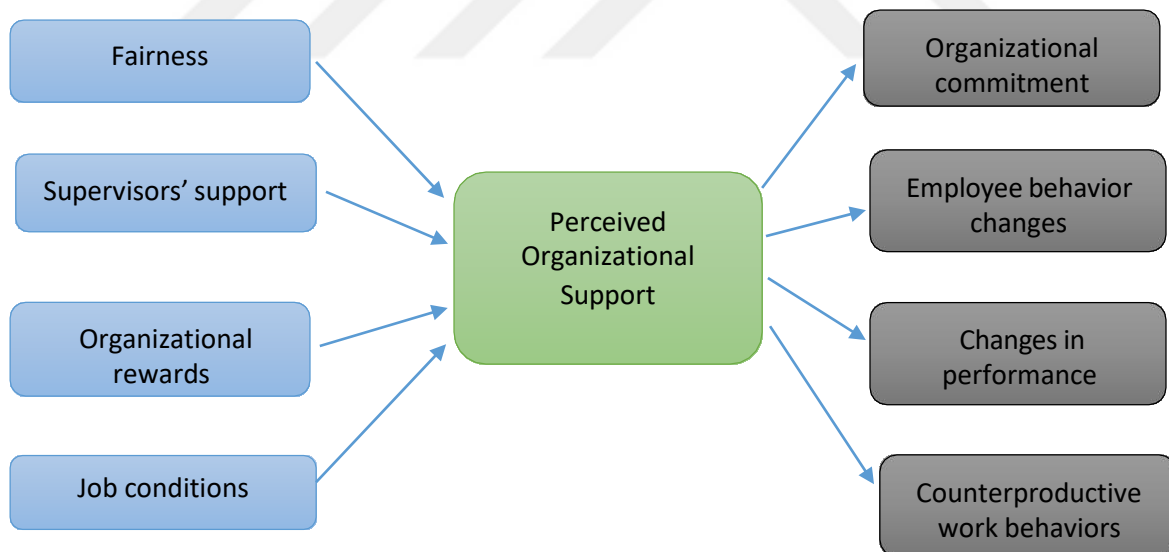 Fairness
Supervisors’ support
Organizational
rewards
Job conditions
Perceived
Organizational
Support
Organizational
commitment
Employee behavior
changes
Changes in
performance
Counterproductive
work behaviors